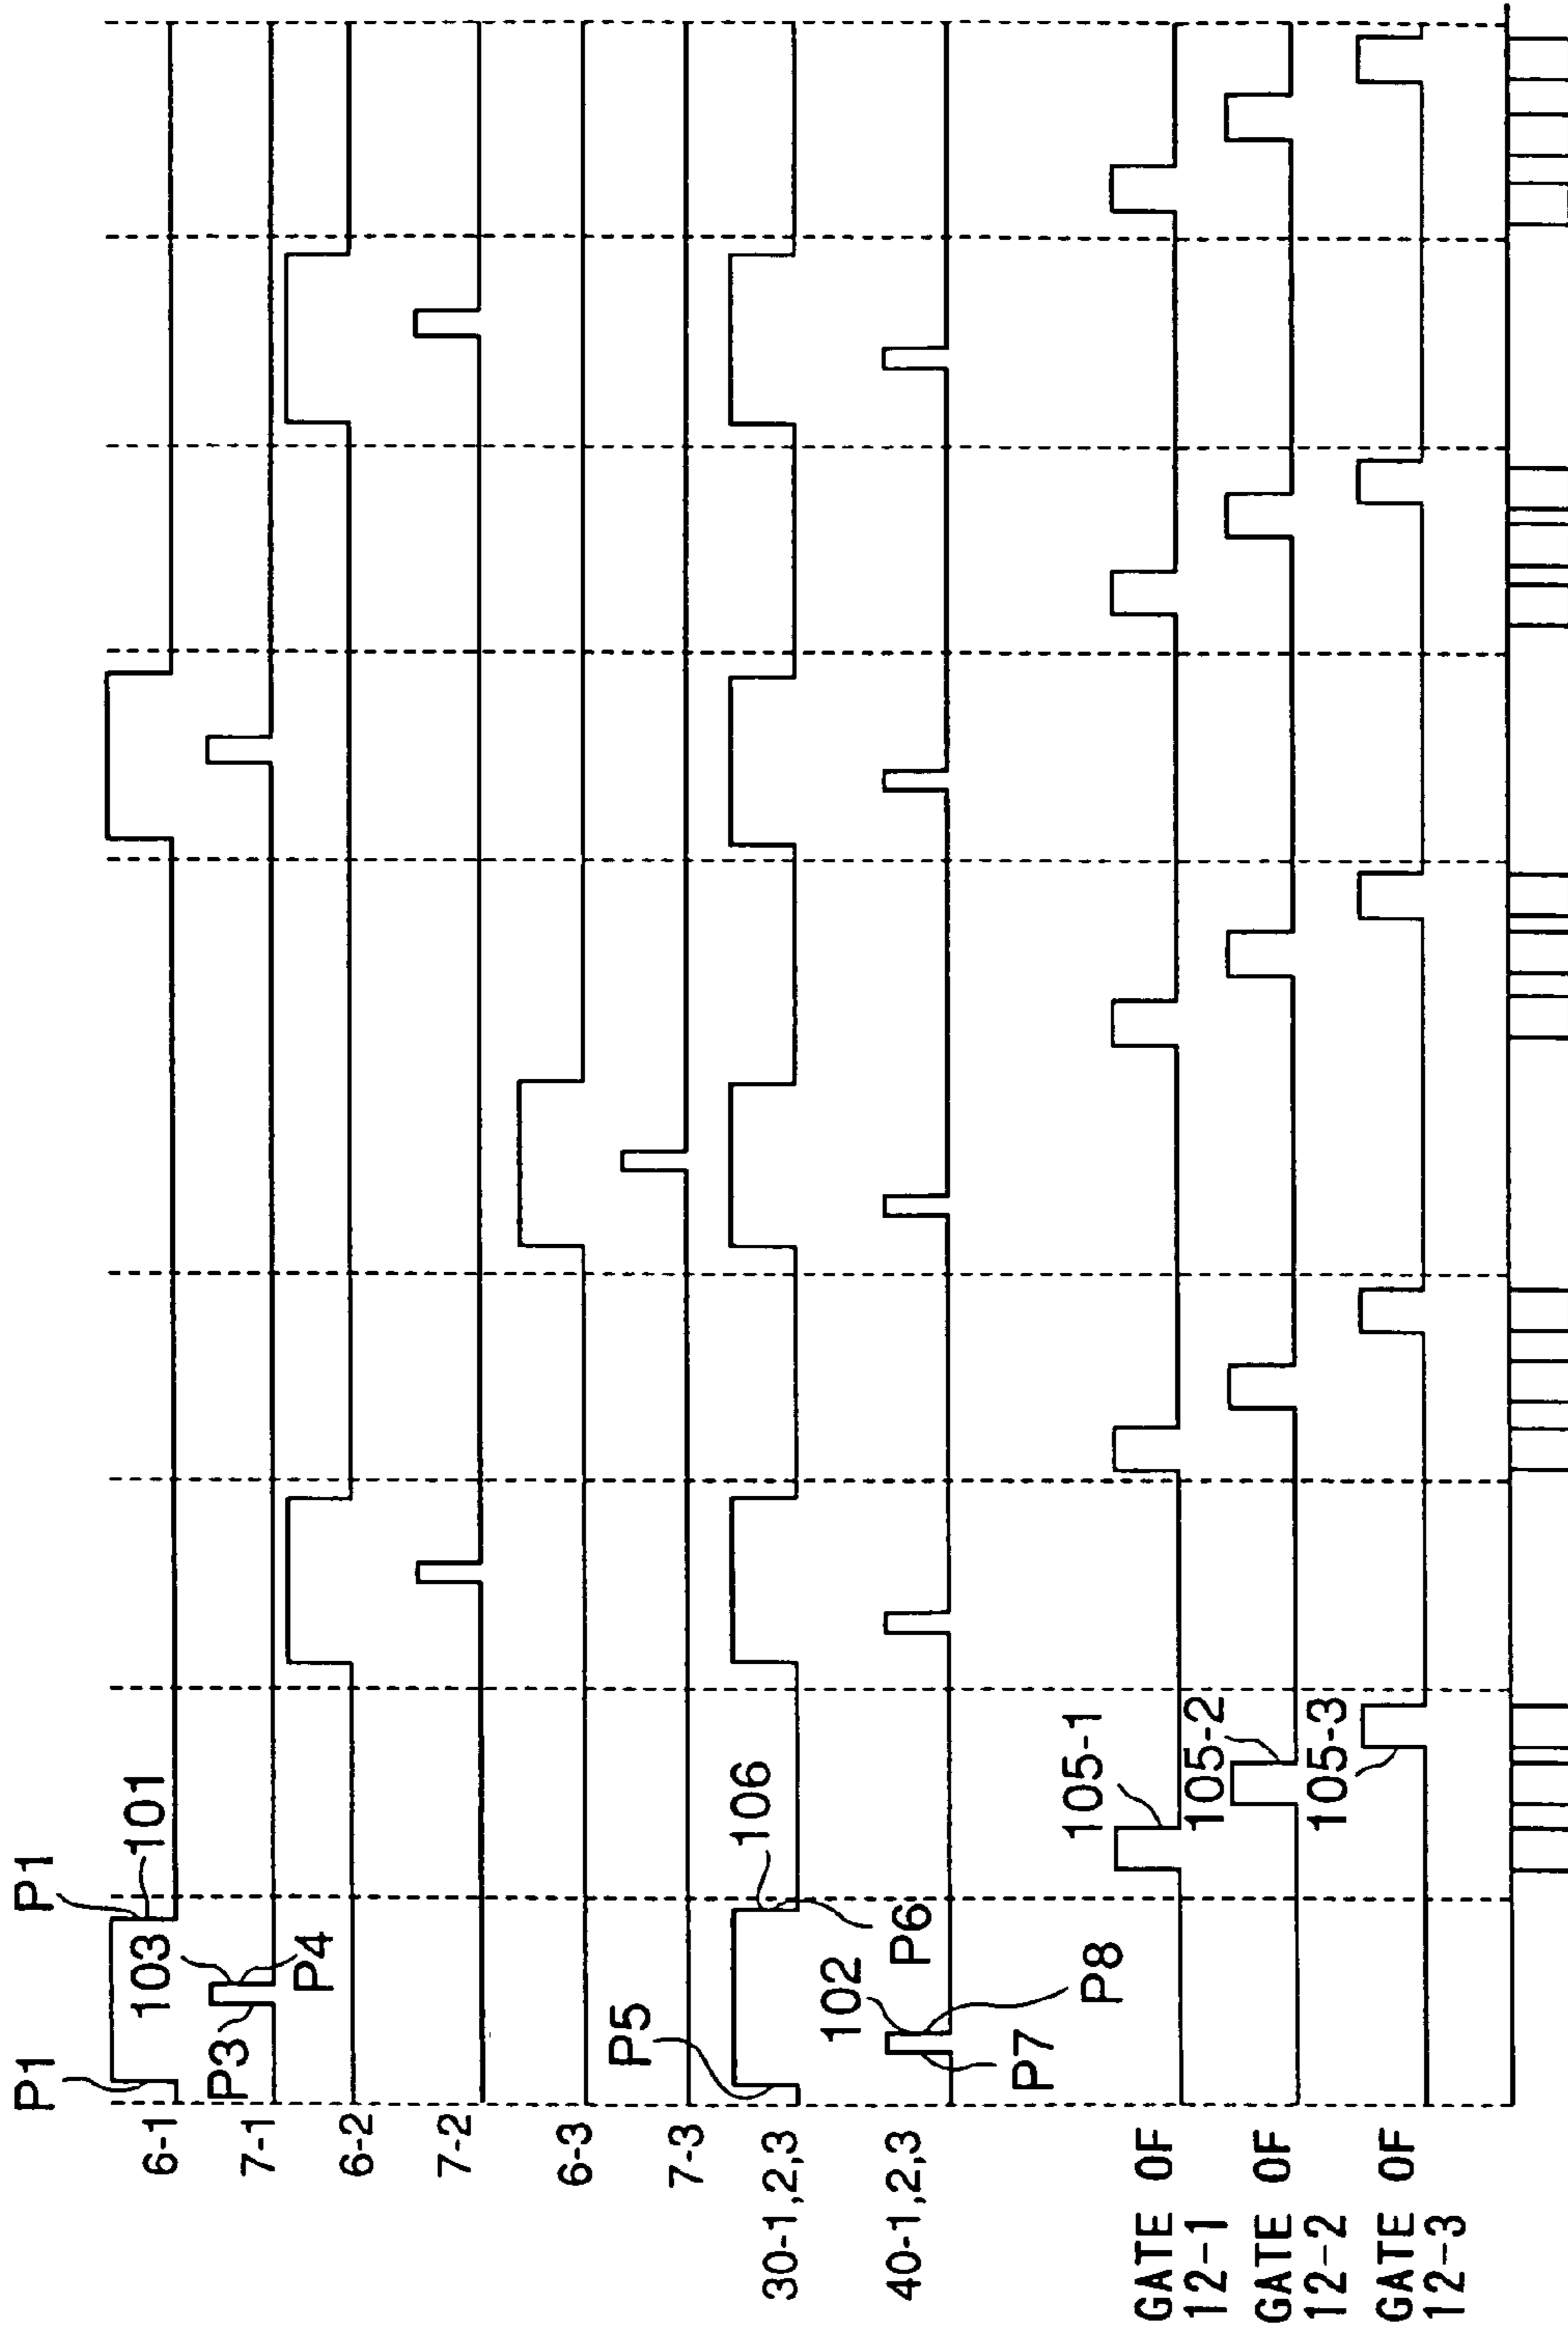 P1
P1
101
6-1
103
P3
P4
7-1
6-2
7-2
6-3
7-3
P5
106
P6
30-1,2,3
102
P7
P8
40-1,2,3
105-1
GATE OF
12-1
105-2
GATE OF
12-2
105-3
GATE OF
12-3